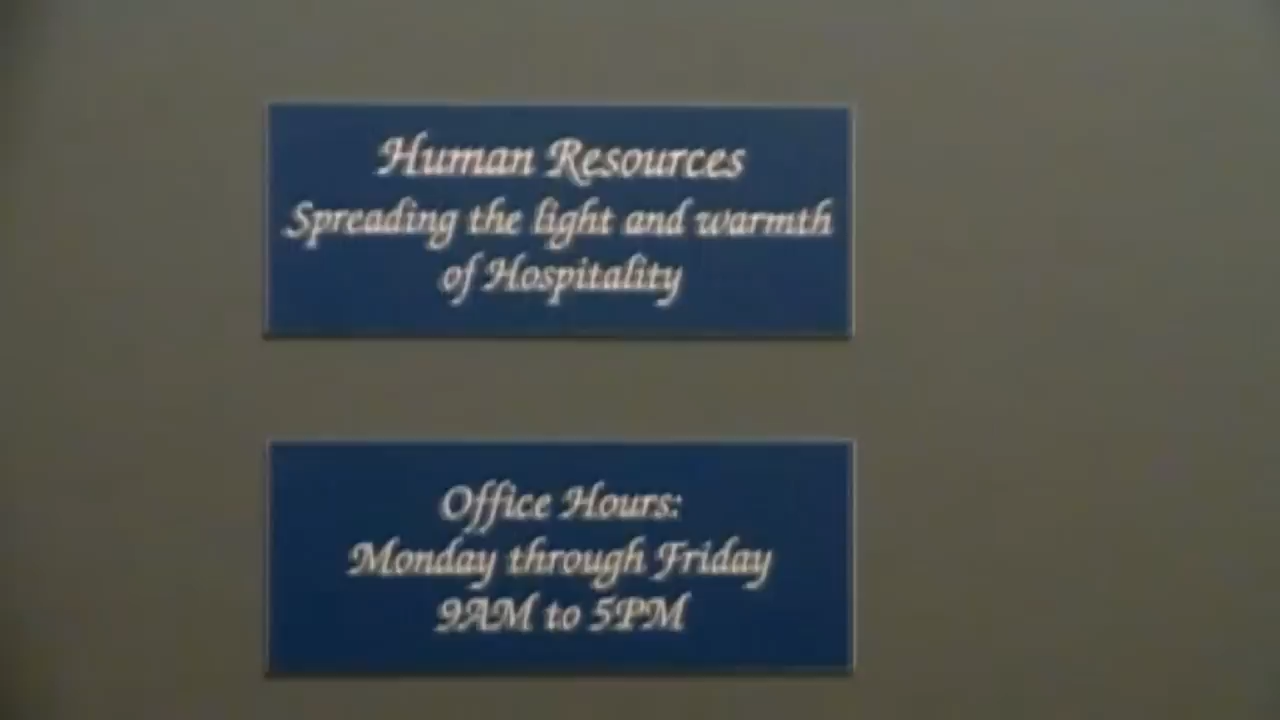 Human Resources
Spreading the light and warmth
of Hospitality
Office Hours:
Monday through Friday
9AM to 5PM